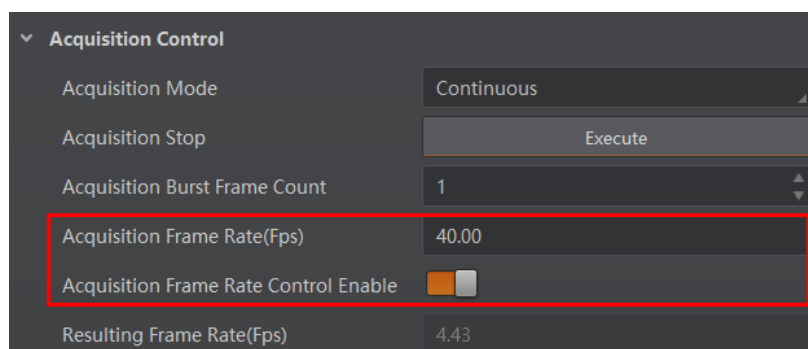 Acquisition Control
Acquisition Mode Continuous
Acquisition Stop Execute
Acquisition Burst Frame Count 1
Acquisition Frame Rate(Fps) 40.00
Acquisition Frame Rate Control Enable
Resulting Frame Rate(Fps) 4.43